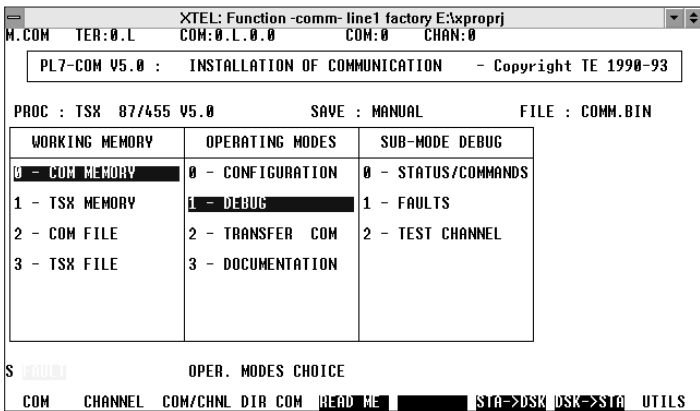 XTEL: Function -comm- line1 factory E:\xproprj
M.COM TER:0.L COM:0.L.0.0 COM:0 CHAN:0
PL7-COM V5.0 : INSTALLATION OF COMMUNICATION - Copyright TE 1990-93
PROC : TSX 87/455 V5.0 SAVE : MANUAL FILE : COMM.BIN
WORKING MEMORY OPERATING MODES SUB-MODE DEBUG
0 - COM MEMORY 0 - CONFIGURATION 0 - STATUS/COMMANDS
1 - TSX MEMORY 1 - DEBUG 1 - FAULTS
2 - COM FILE 2 - TRANSFER COM 2 - TEST CHANNEL
3 - TSX FILE 3 - DOCUMENTATION
S FAULT OPER. MODES CHOICE
COM CHANNEL COM/CHNL DIR COM READ ME STA->DSK DSK->STA UTILS